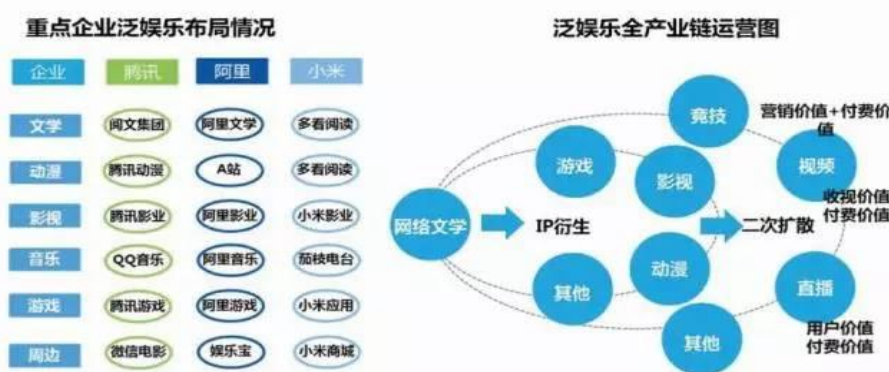 重点企业泛娱乐布局情况
企业 腾讯 阿里 小米
文学 阅文集团 阿里文学 多看阅读
动漫 腾讯动漫 A站 多看阅读
影视 腾讯影业 阿里影业 小米影业
音乐 QQ音乐 阿里音乐 茄枝电台
游戏 腾讯游戏 阿里游戏 小米应用
周边 微信电影 娱乐宝 小米商城
泛娱乐全产业链运营图
竞技
营销价值+付费价
值
游戏
影视
视频
收视价值
付费价值
网络文学
IP衍生
二次扩散
其他
动漫
直播
其他
用户价值
付费价值